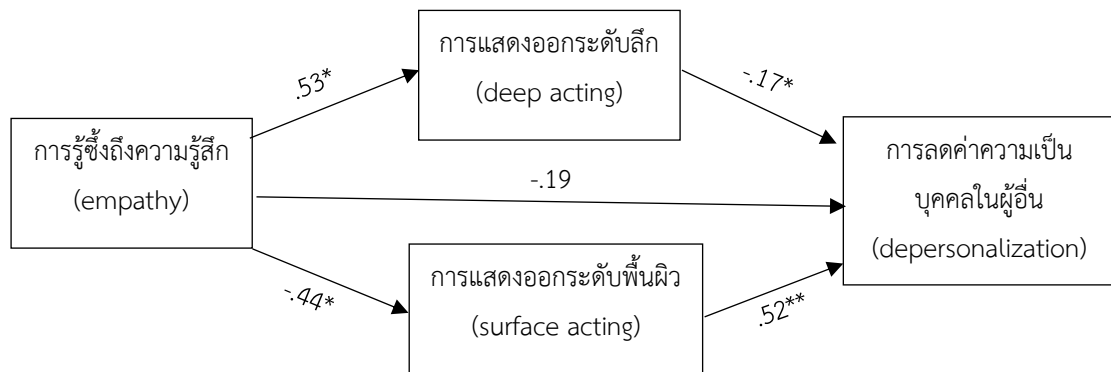 การแสดงออกระดับลึก
(deep acting)
.53*
-.17*
การรู้ซึ้งถึงความรู้สึก
(empathy)
-.19
การลดค่าความเป็น
บุคคลในผู้อื่น
(depersonalization)
-.44*
การแสดงออกระดับพื้นผิว
(surface acting)
.52**